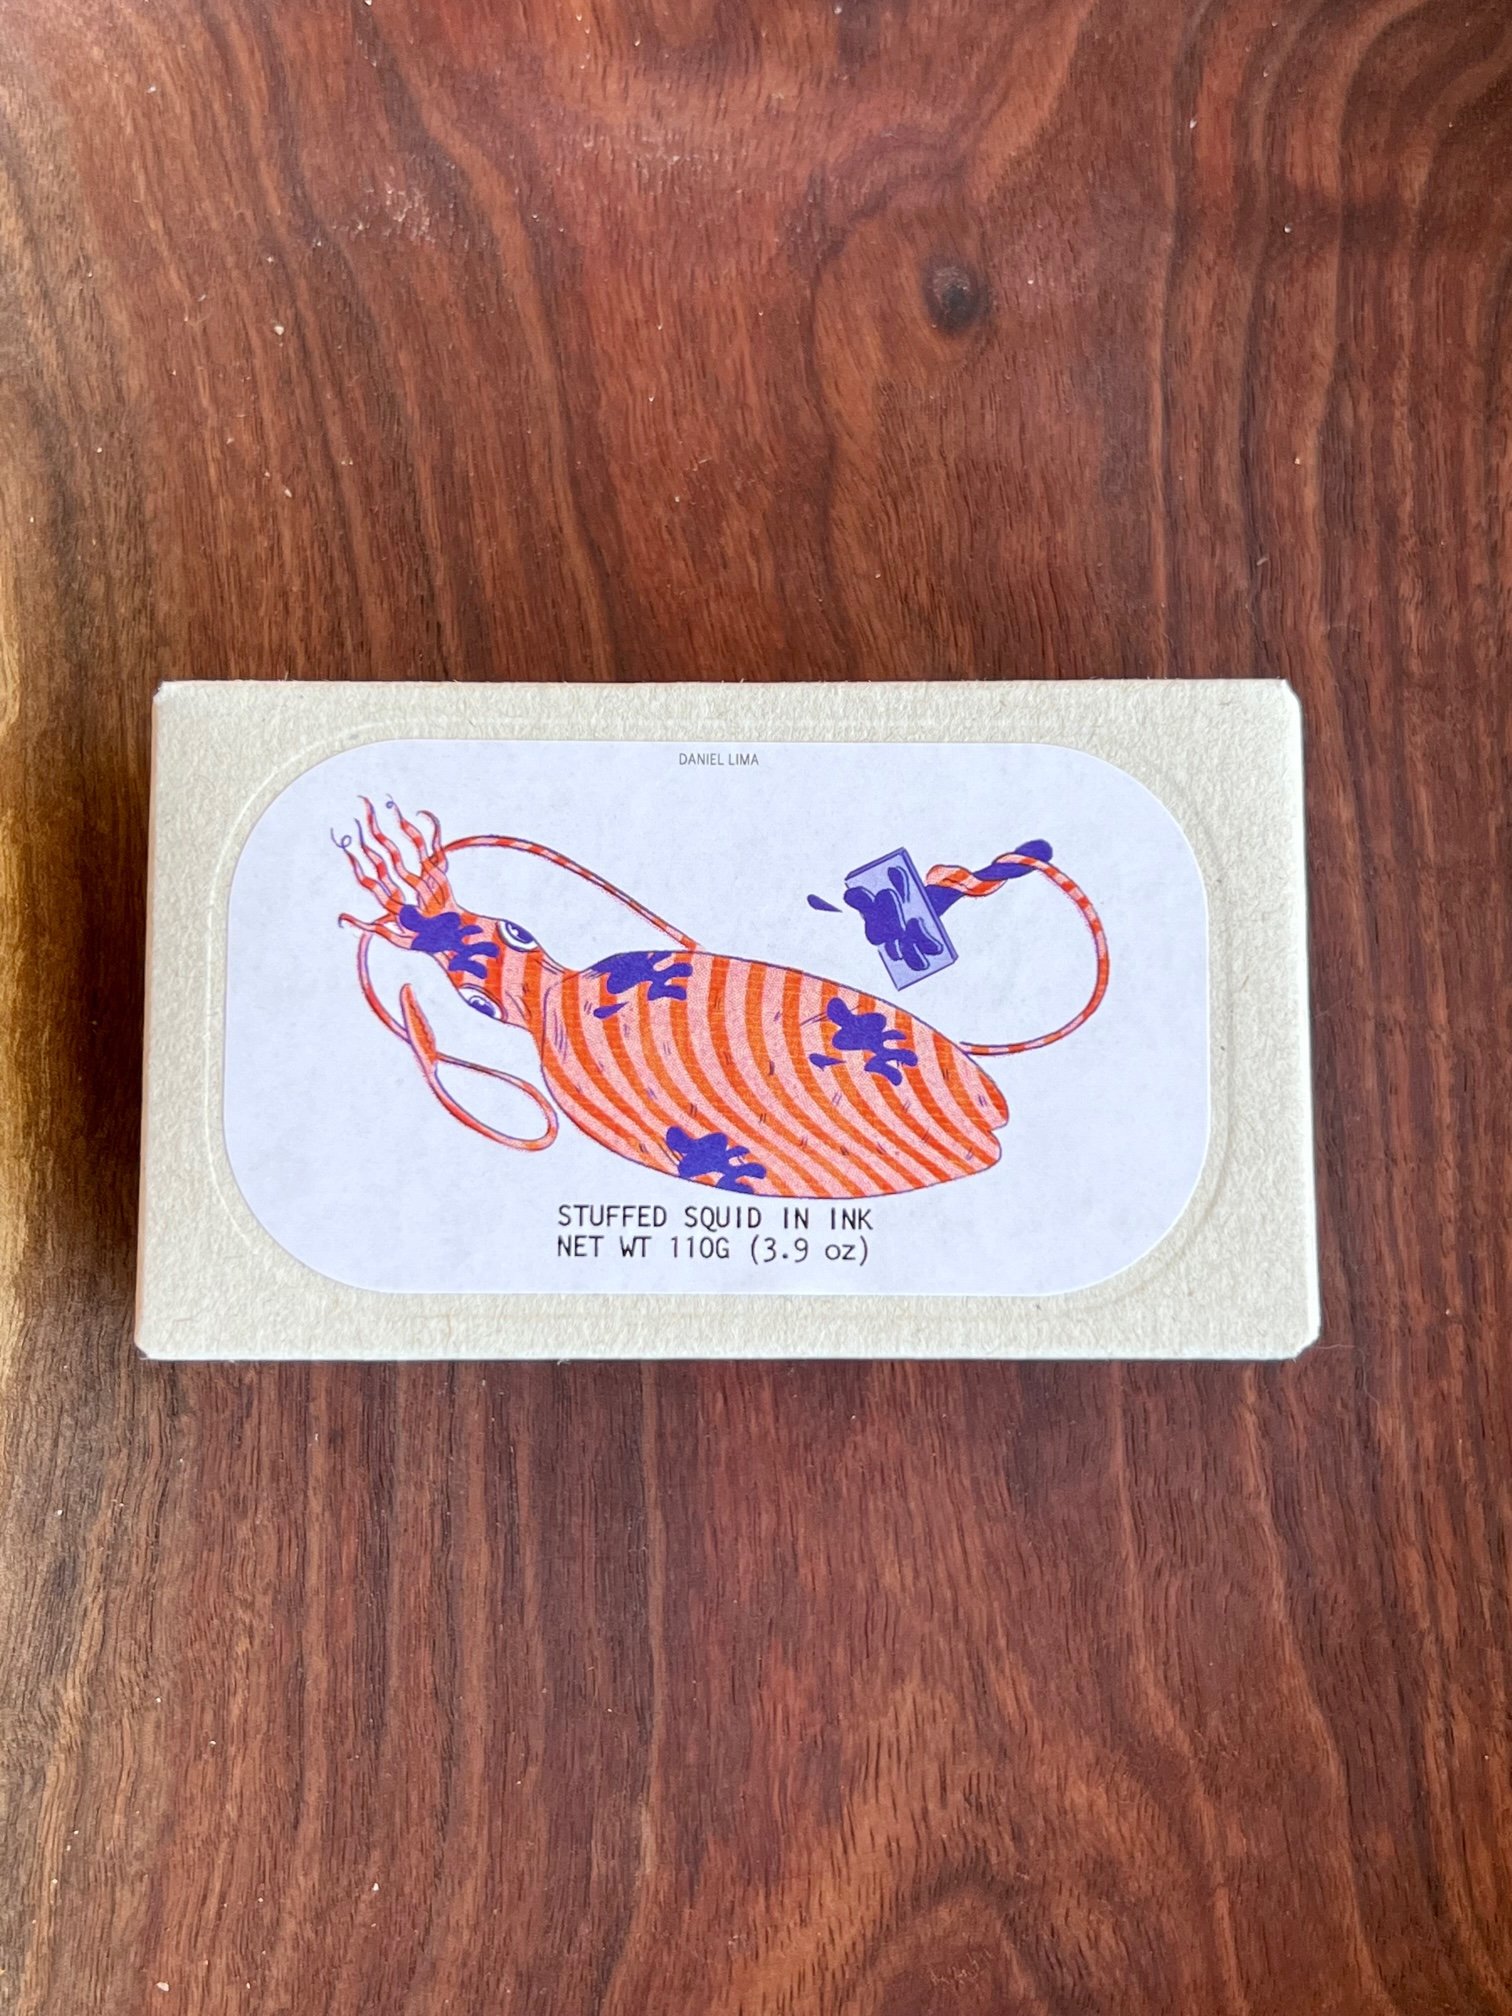 DANIEL LIMA
STUFFED SQUID IN INK
NET WT 110G (3.9 oz)